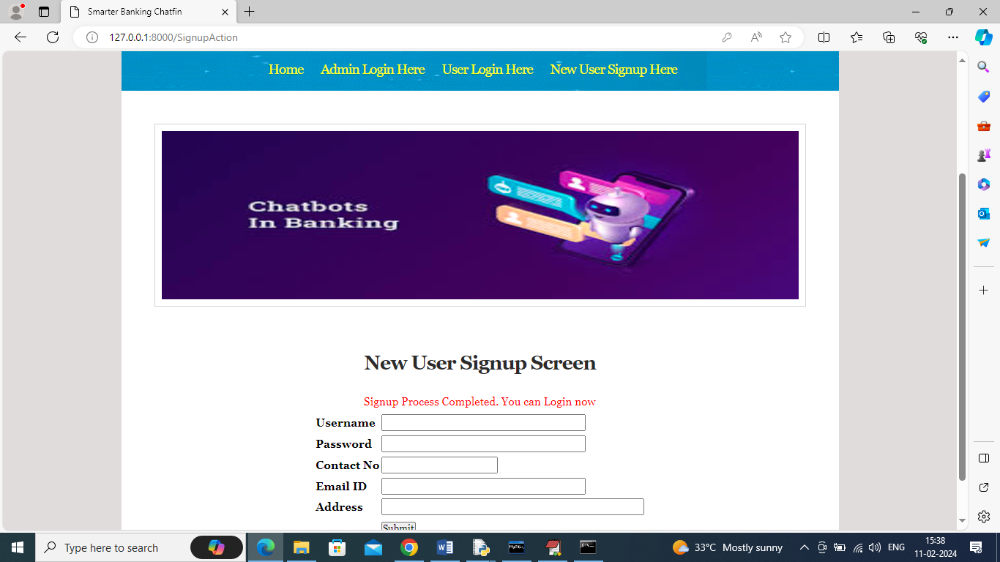 Smarter Banking Chatfin
127.0.0.1:8000/SignupAction
Home Admin Login Here User Login Here New User Signup Here
Chatbots
In Banking
New User Signup Screen
Signup Process Completed. You can Login now
Username
Password
Contact No
Email ID
Address
Submit
Type here to search
33°C Mostly sunny
ENG
15:38
11-02-2024